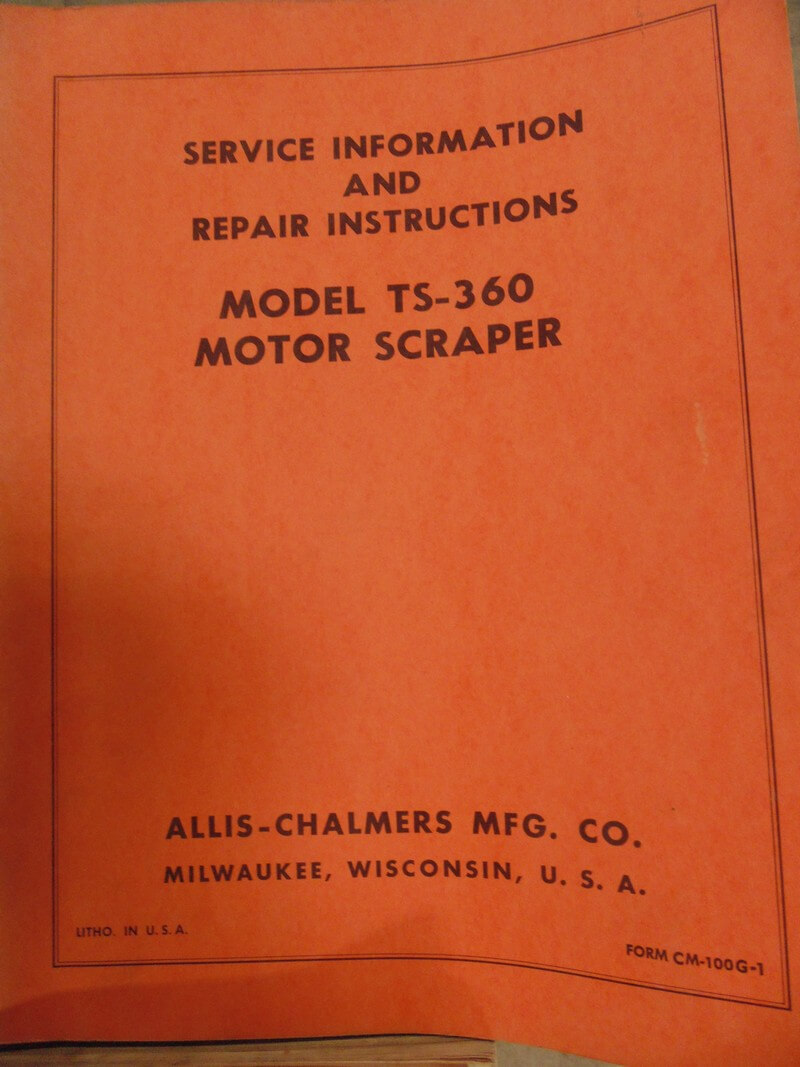 SERVICE INFORMATION
AND
REPAIR INSTRUCTIONS
MODEL TS-360
MOTOR SCRAPER
ALLIS-CHALMERS MFG. CO.
MILWAUKEE, WISCONSIN, U. S. A.
LITHO. IN U. S. A.
FORM CM-100G-1